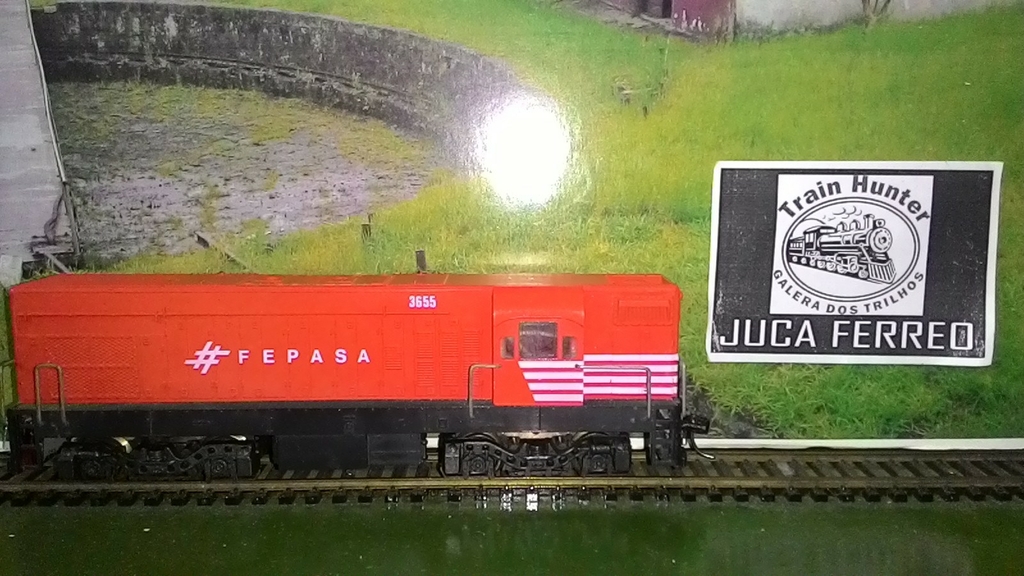 3655
FEPASA
Train Hunter
GALERA DOS TRILHOS
JUCA FERREO